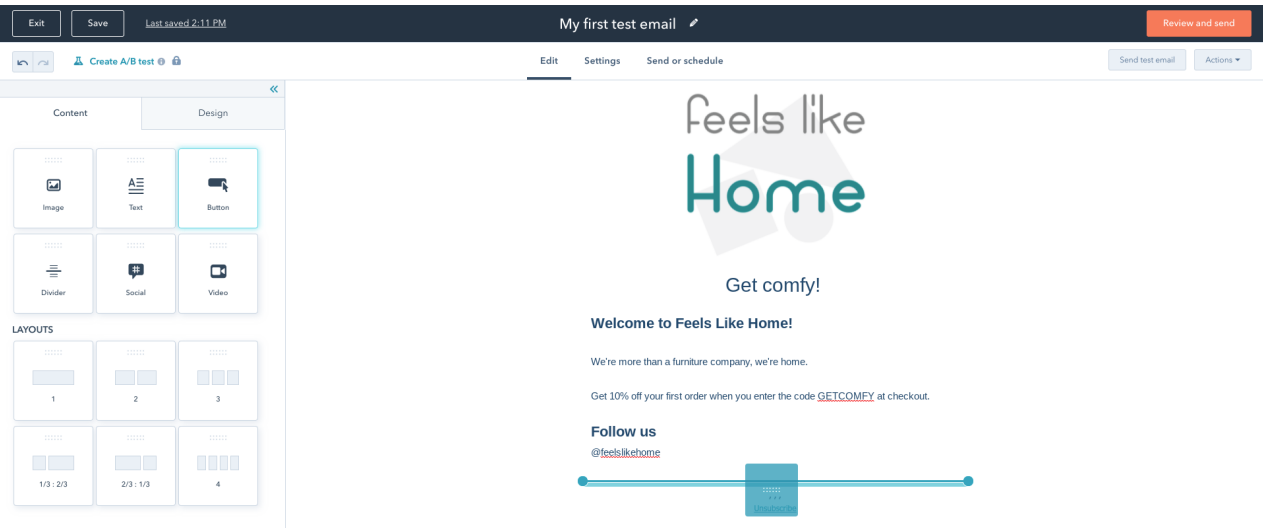 Exit Save Last saved 2:11 PM My first test email Review and send
Create A/B test Edit Settings Send or schedule Send test email Actions
Content Design
Image Text Button
Divider Social Video
LAYOUTS
1 2 3
1/3 : 2/3 2/3 : 1/3 4
feels like
Home
Get comfy!
Welcome to Feels Like Home!
We're more than a furniture company, we're home.
Get 10% off your first order when you enter the code GETCOMFY at checkout.
Follow us
@feelslikehome
Unsubscribe